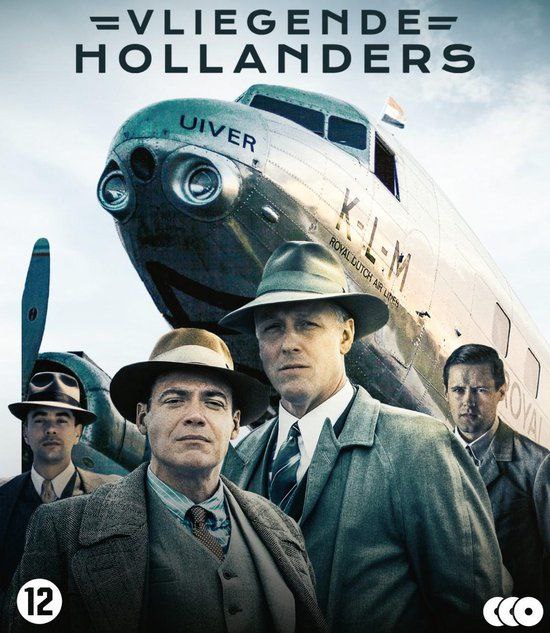 VLIEGENDE
HOLLANDERS
UIVER
K-L-M
ROYAL DUTCH AIR LINES
ROYAL
12